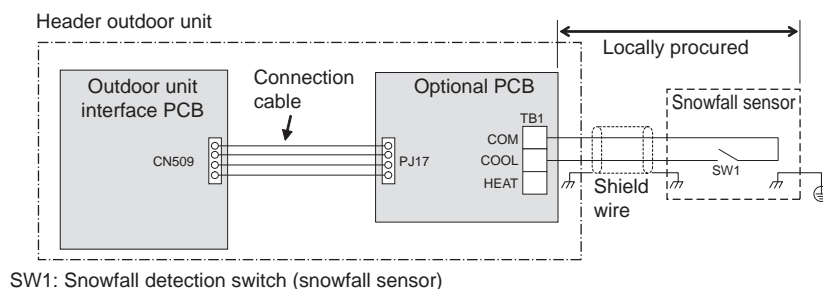 Header outdoor unit
Locally procured
Outdoor unit
interface PCB
Connection
cable
Optional PCB
Snowfall sensor
TB1
COM
CN509
PJ17
COOL
SW1
HEAT
Shield
wire
SW1: Snowfall detection switch (snowfall sensor)